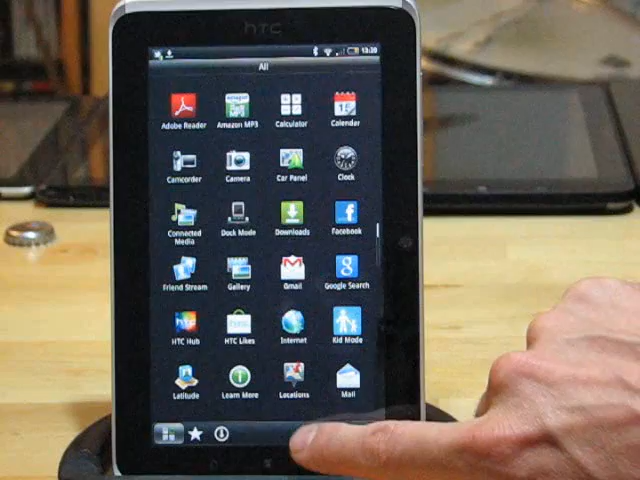 hTC
13:20
All
Adobe Reader
Amazon MP3
Calculator
Calendar
Camcorder
Camera
Car Panel
Clock
Connected
Media
Dock Mode
Downloads
Facebook
Friend Stream
Gallery
Gmail
Google Search
HTC Hub
HTC Likes
Internet
Kid Mode
Latitude
Learn More
Locations
Mail